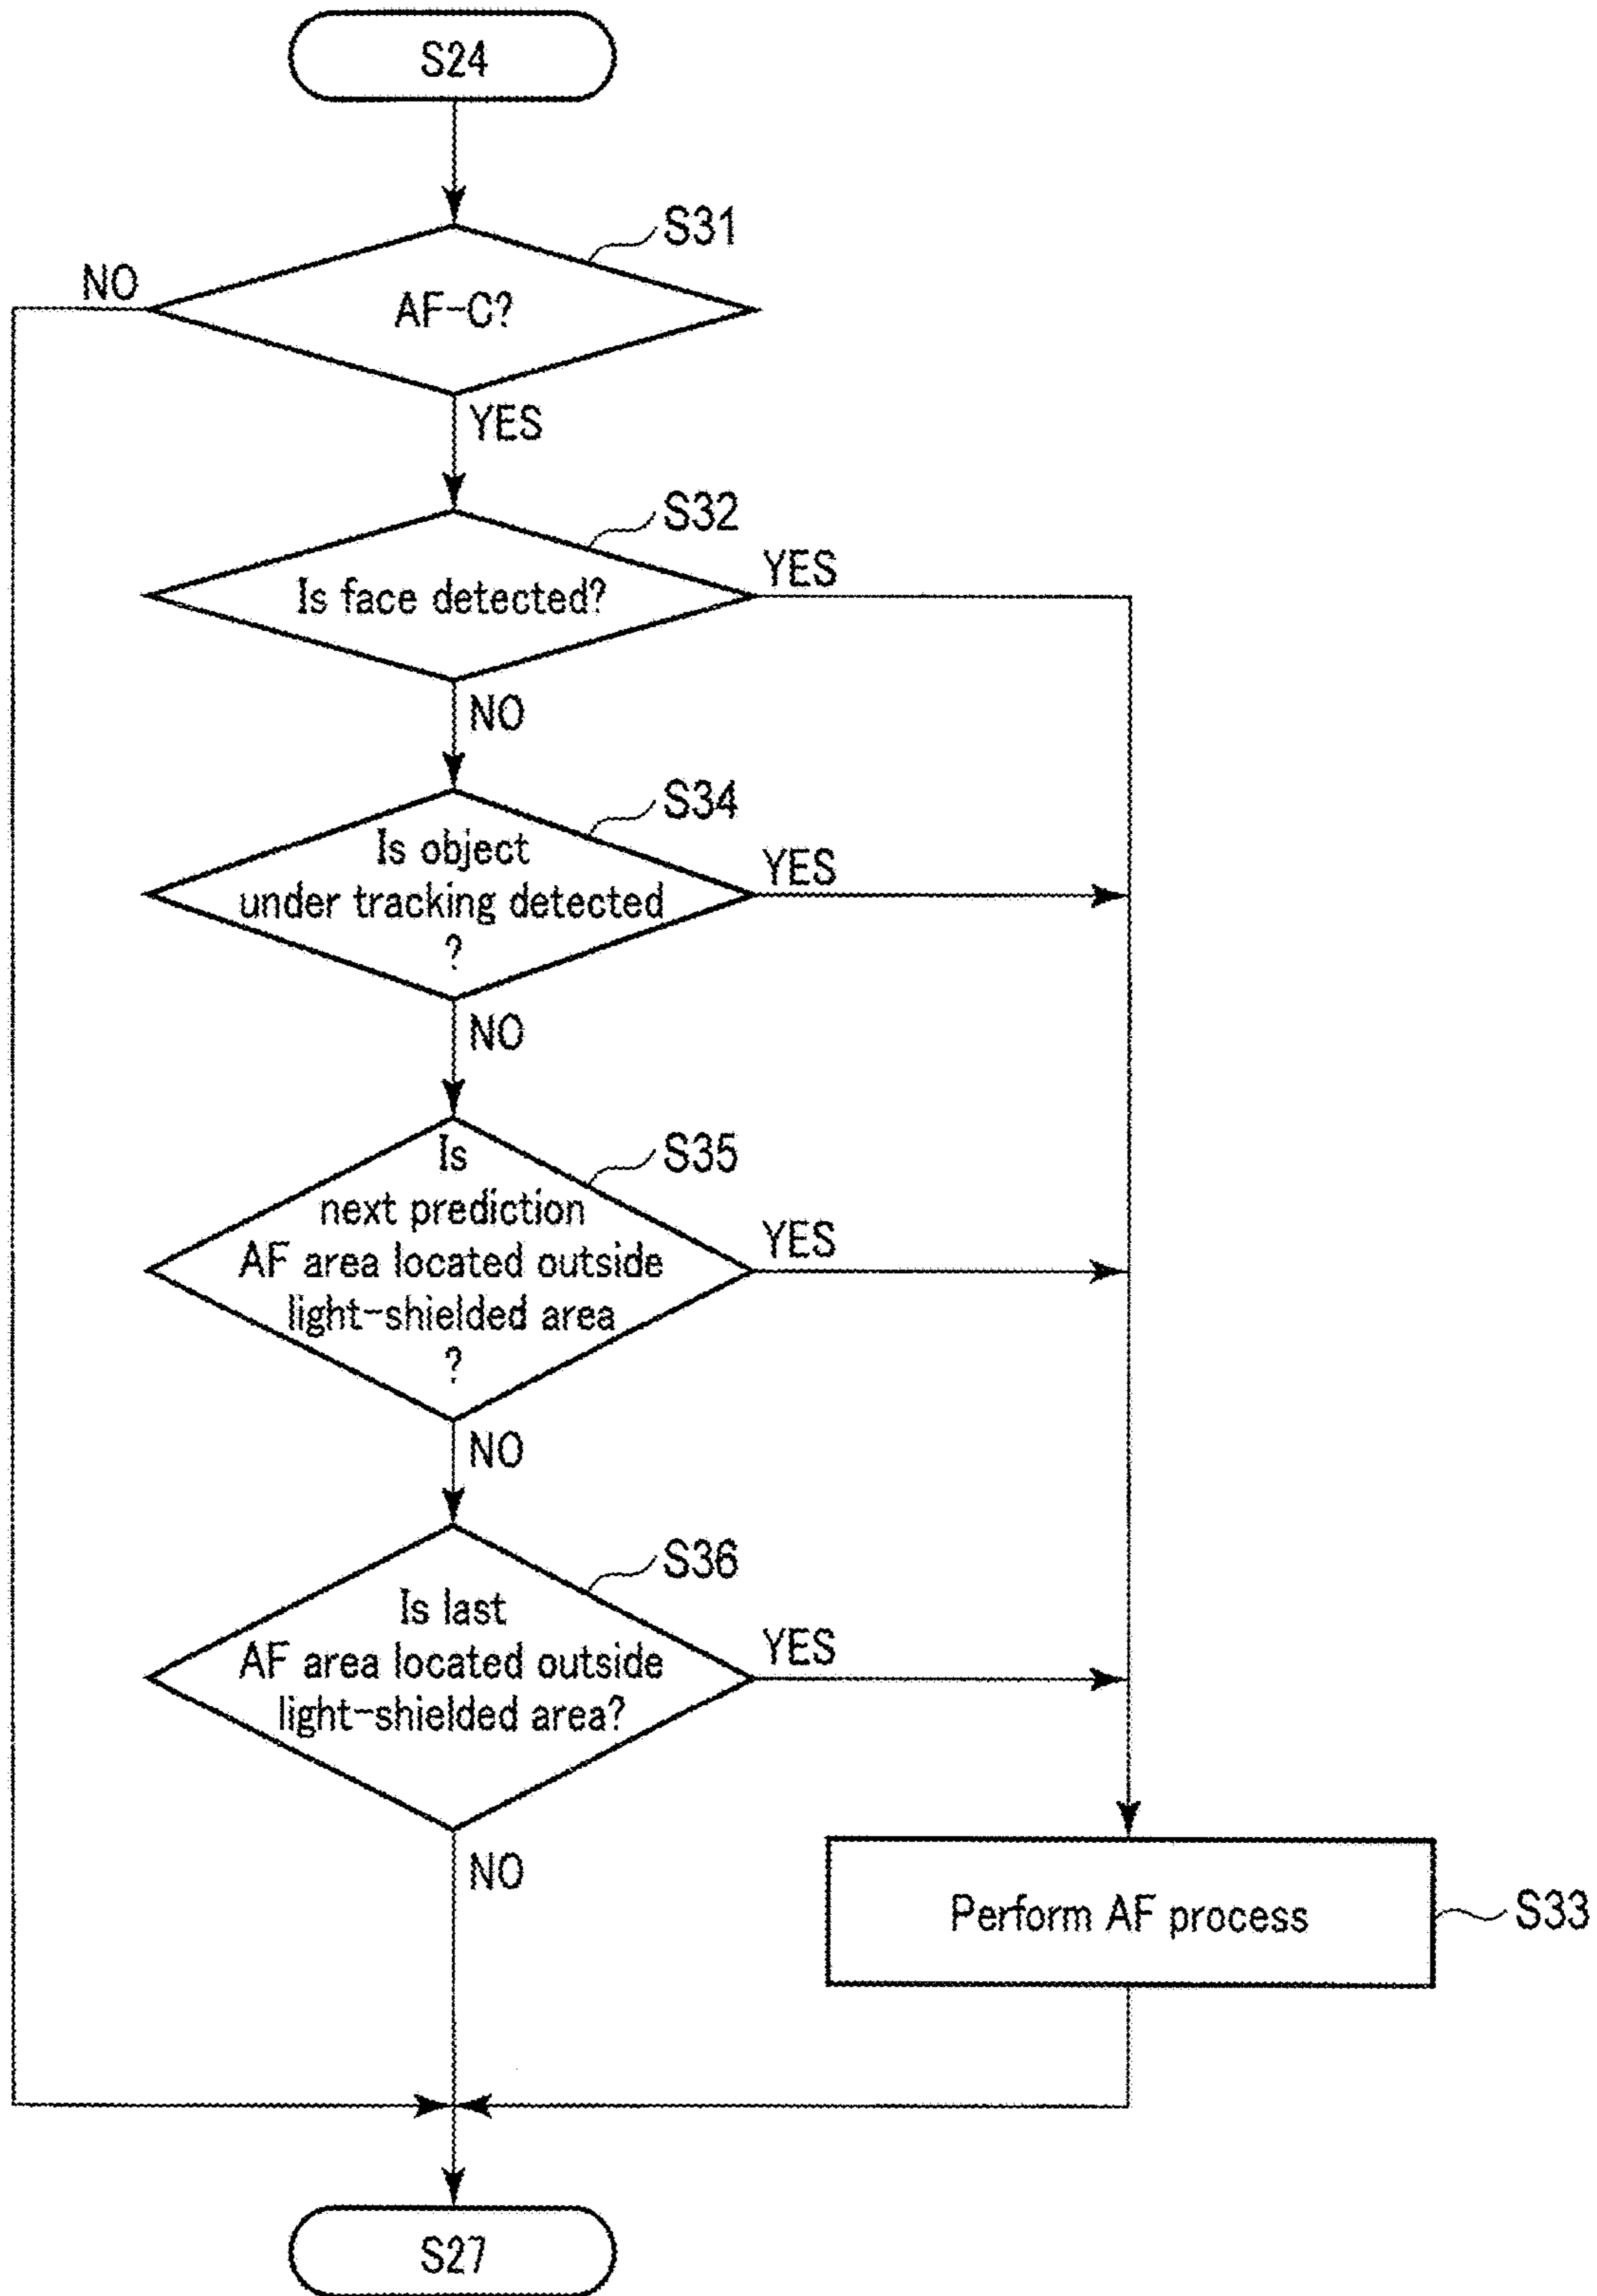 S24
S31
NO
AF-C?
YES
S32
YES
Is face detected?
NO
S34
Is object
YES
under tracking detected
?
NO
Is
S35
next prediction
YES
AF area located outside
light-shielded area
?
NO
S36
Is last
YES
AF area located outside
light-shielded area?
NO
Perform AF process
S33
S27